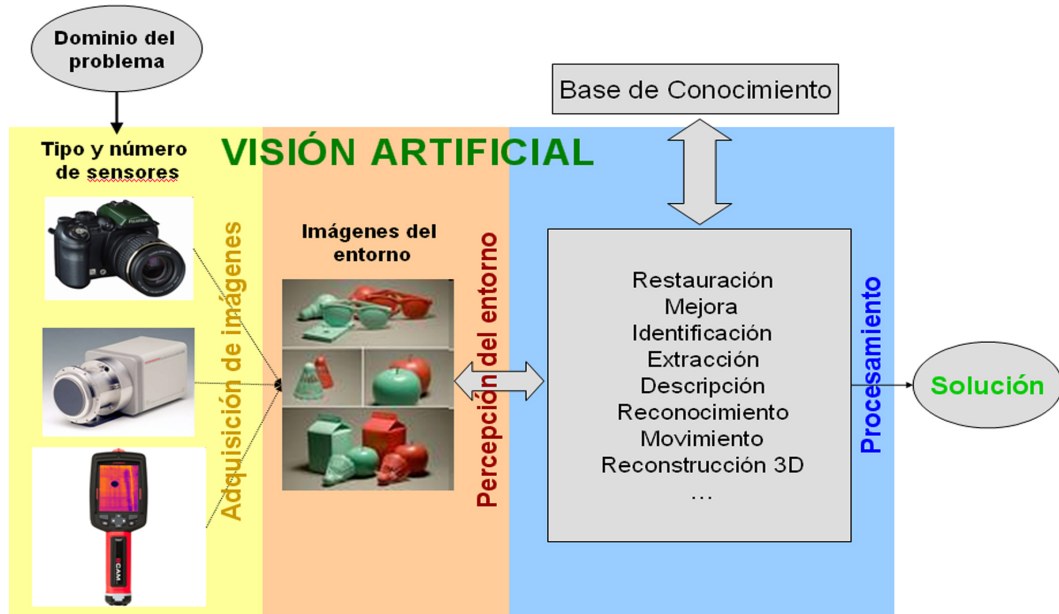 Dominio del
problema
Base de Conocimiento
VISIÓN ARTIFICIAL
Tipo y número
de sensores
Adquisición de imágenes
Imágenes del
entorno
Percepción del entorno
Restauración
Mejora
Identificación
Extracción
Descripción
Reconocimiento
Movimiento
Reconstrucción 3D
…
Procesamiento
Solución
FUJIFILM